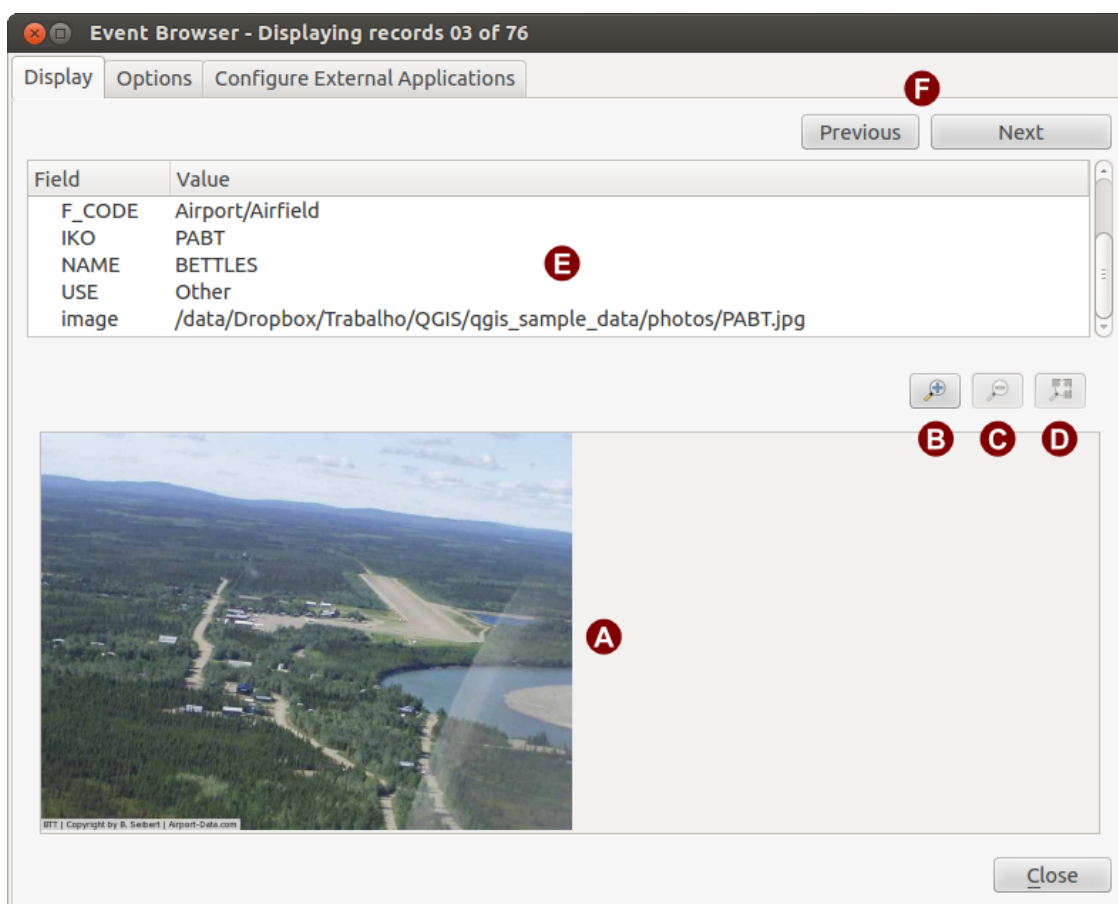 Event Browser - Displaying records 03 of 76
Display Options Configure External Applications
F
Previous Next
Field Value
F_CODE Airport/Airfield
IKO PABT
NAME BETTLES
E
USE Other
image /data/Dropbox/Trabalho/QGIS/qgis_sample_data/photos/PABT.jpg
B C D
A
BTT | Copyright by B. Seibert | Airport-Data.com
Close